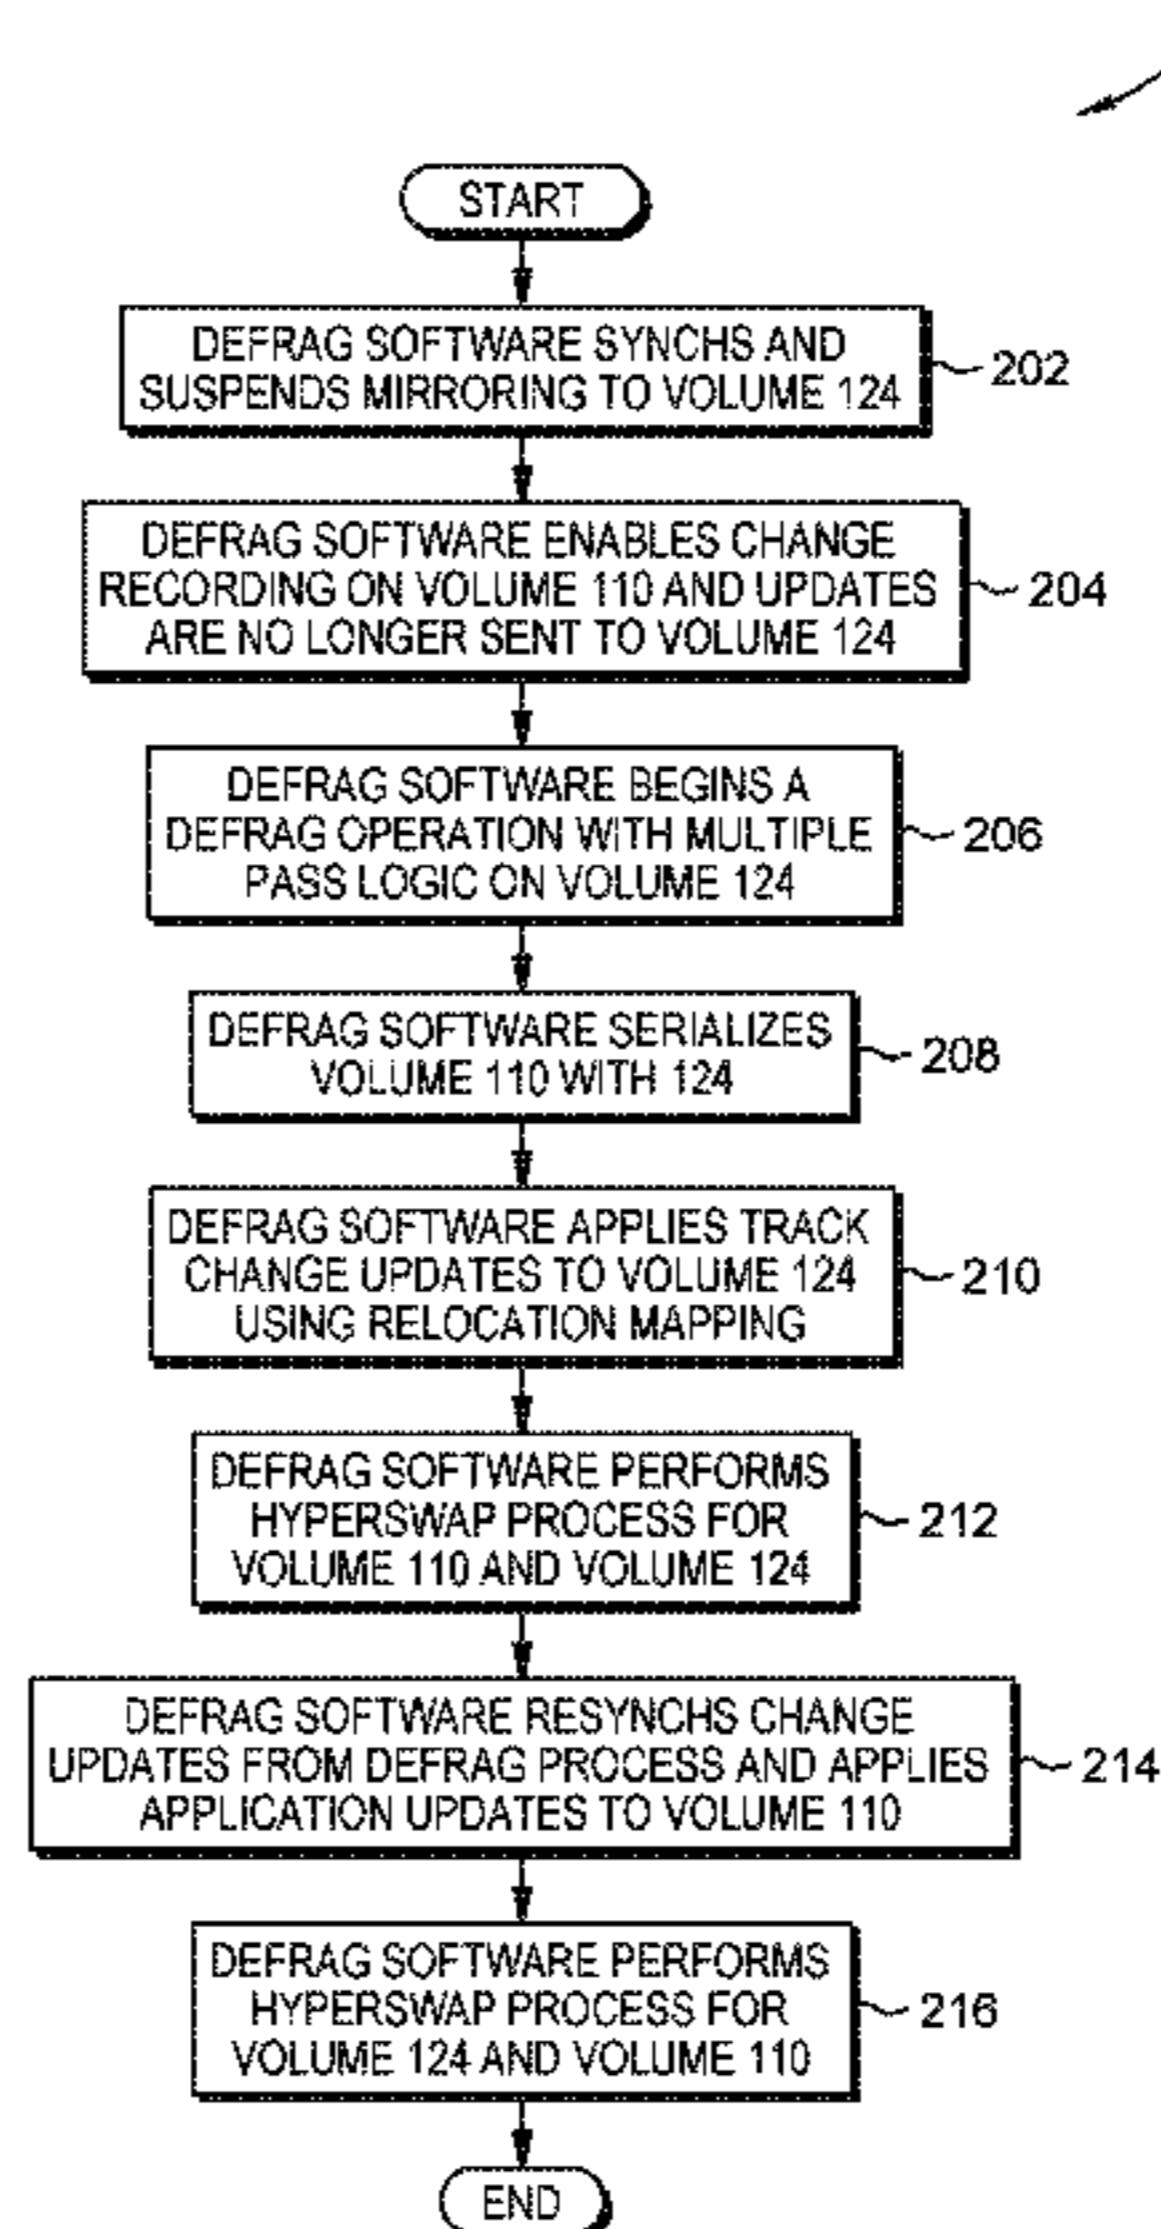 START
DEFRAG SOFTWARE SYNCHS AND
SUSPENDS MIRRORING TO VOLUME 124
202
DEFRAG SOFTWARE ENABLES CHANGE
RECORDING ON VOLUME 110 AND UPDATES
ARE NO LONGER SENT TO VOLUME 124
204
DEFRAG SOFTWARE BEGINS A
DEFRAG OPERATION WITH MULTIPLE
PASS LOGIC ON VOLUME 124
206
DEFRAG SOFTWARE SERIALIZES
VOLUME 110 WITH 124
208
DEFRAG SOFTWARE APPLIES TRACK
CHANGE UPDATES TO VOLUME 124
USING RELOCATION MAPPING
210
DEFRAG SOFTWARE PERFORMS
HYPERSWAP PROCESS FOR
VOLUME 110 AND VOLUME 124
212
DEFRAG SOFTWARE RESYNCHS CHANGE
UPDATES FROM DEFRAG PROCESS AND APPLIES
APPLICATION UPDATES TO VOLUME 110
214
DEFRAG SOFTWARE PERFORMS
HYPERSWAP PROCESS FOR
VOLUME 124 AND VOLUME 110
216
END